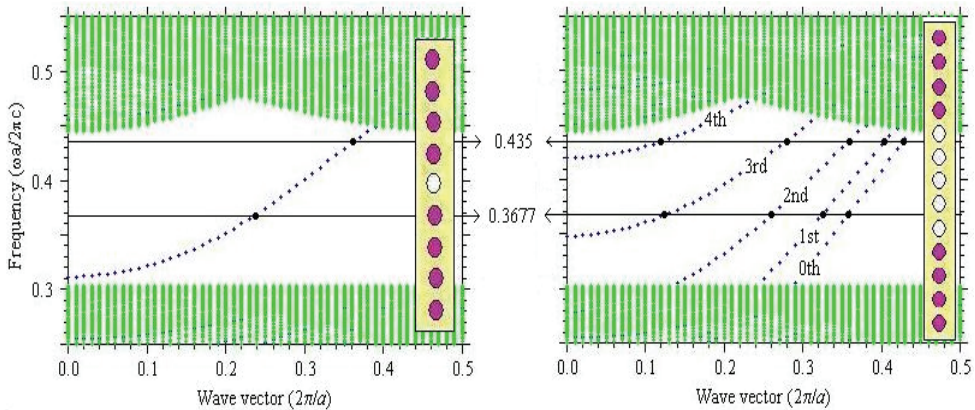 Frequency (ωa/2πc)
0.5
0.4
0.3
0.0 0.1 0.2 0.3 0.4 0.5
Wave vector (2π/a)
0.435
0.3677
4th
3rd
2nd
1st
0th
0.0 0.1 0.2 0.3 0.4 0.5
Wave vector (2π/a)